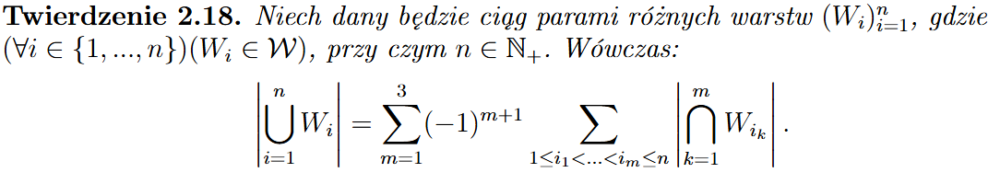 Twierdzenie 2.18. Niech dany będzie ciąg parami różnych warstw $(W_i)_{i=1}^n$, gdzie
$(\forall i \in \{1, ..., n\})(W_i \in \mathcal{W})$, przy czym $n \in \mathbb{N}_+$. Wówczas:
$\left| \bigcup_{i=1}^{n} W_i \right| = \sum_{m=1}^{3} (-1)^{m+1} \sum_{1 \leq i_1 < ... < i_m \leq n} \left| \bigcap_{k=1}^{m} W_{i_k} \right|.$